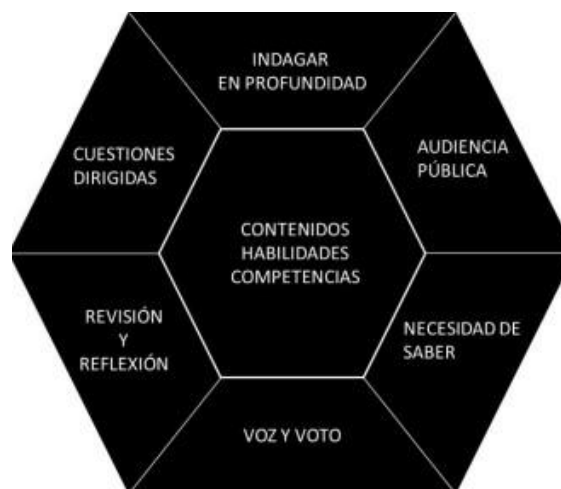 INDAGAR
EN PROFUNDIDAD
CUESTIONES
DIRIGIDAS
AUDIENCIA
PÚBLICA
CONTENIDOS
HABILIDADES
COMPETENCIAS
REVISIÓN
Y
REFLEXIÓN
NECESIDAD DE
SABER
VOZ Y VOTO